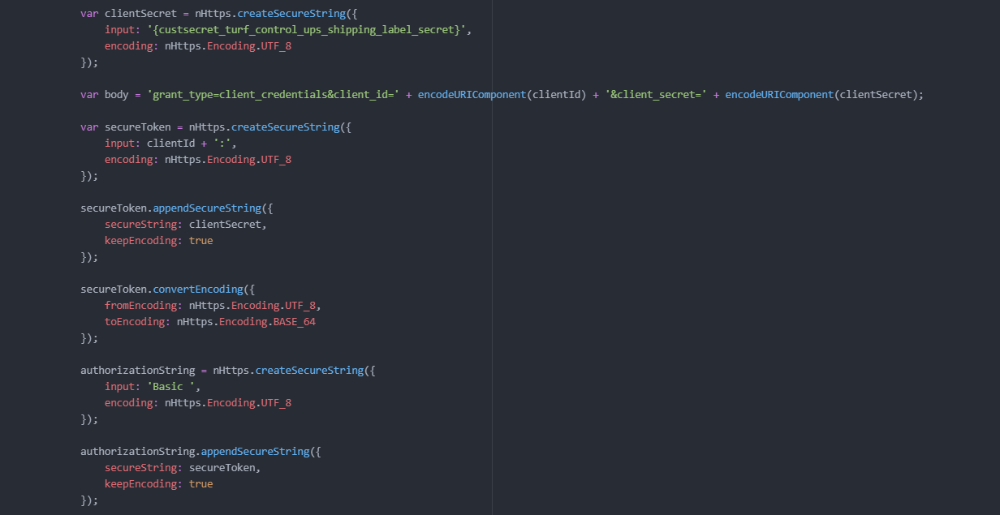 var clientSecret = nHttps.createSecureString({
    input: '{custsecret_turf_control_ups_shipping_label_secret}',
    encoding: nHttps.Encoding.UTF_8
});
var body = 'grant_type=client_credentials&client_id=' + encodeURIComponent(clientId) + '&client_secret=' + encodeURIComponent(clientSecret);
var secureToken = nHttps.createSecureString({
    input: clientId + ':',
    encoding: nHttps.Encoding.UTF_8
});
secureToken.appendSecureString({
    secureString: clientSecret,
    keepEncoding: true
});
secureToken.convertEncoding({
    fromEncoding: nHttps.Encoding.UTF_8,
    toEncoding: nHttps.Encoding.BASE_64
});
authorizationString = nHttps.createSecureString({
    input: 'Basic ',
    encoding: nHttps.Encoding.UTF_8
});
authorizationString.appendSecureString({
    secureString: secureToken,
    keepEncoding: true
});